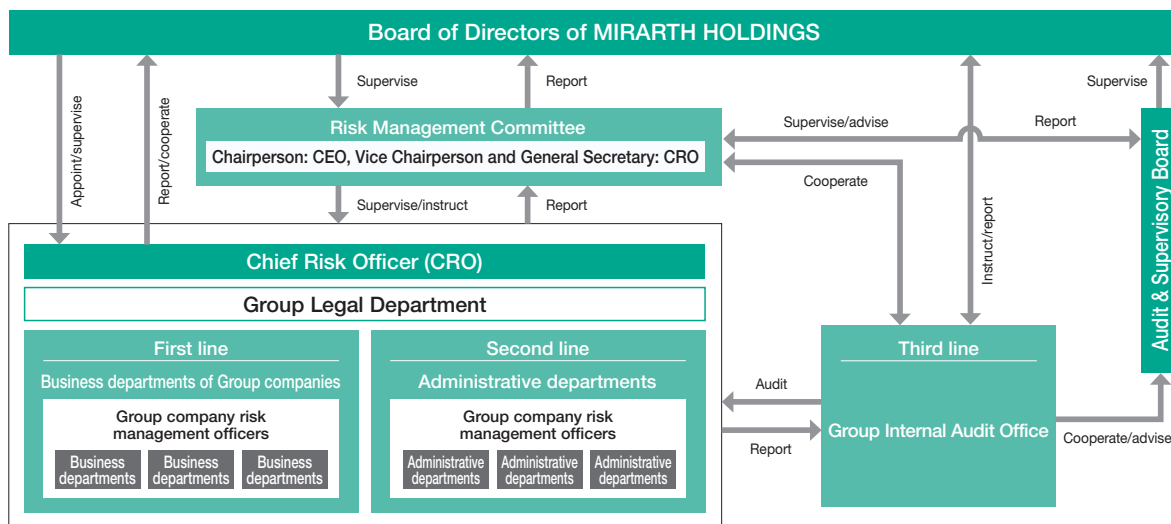 Board of Directors of MIRARTH HOLDINGS
Appoint/supervise
Report/cooperate
Supervise
Report
Supervise
Risk Management Committee
Chairperson: CEO, Vice Chairperson and General Secretary: CRO
Supervise/advise
Report
Cooperate
Instruct/report
Audit & Supervisory Board
Supervise/instruct
Report
Chief Risk Officer (CRO)
Group Legal Department
First line
Business departments of Group companies
Group company risk
management officers
Business
departments
Business
departments
Business
departments
Second line
Administrative departments
Group company risk
management officers
Administrative
departments
Administrative
departments
Administrative
departments
Audit
Report
Third line
Group Internal Audit Office
Cooperate/advise